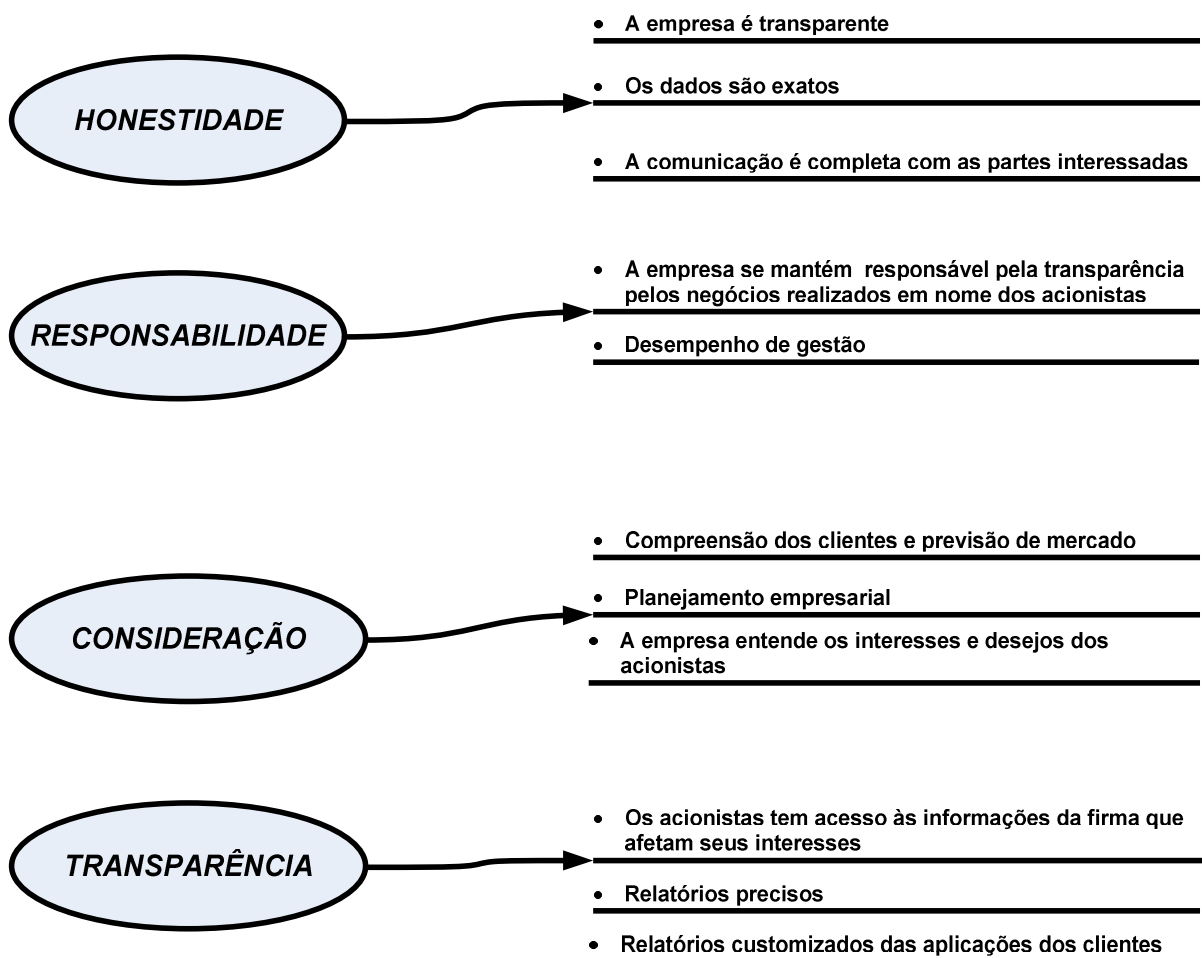 HONESTIDADE
• A empresa é transparente
• Os dados são exatos
• A comunicação é completa com as partes interessadas
RESPONSABILIDADE
• A empresa se mantém  responsável pela transparência
pelos negócios realizados em nome dos acionistas
• Desempenho de gestão
CONSIDERAÇÃO
• Compreensão dos clientes e previsão de mercado
• Planejamento empresarial
• A empresa entende os interesses e desejos dos
acionistas
TRANSPARÊNCIA
• Os acionistas tem acesso às informações da firma que
afetam seus interesses
• Relatórios precisos
• Relatórios customizados das aplicações dos clientes